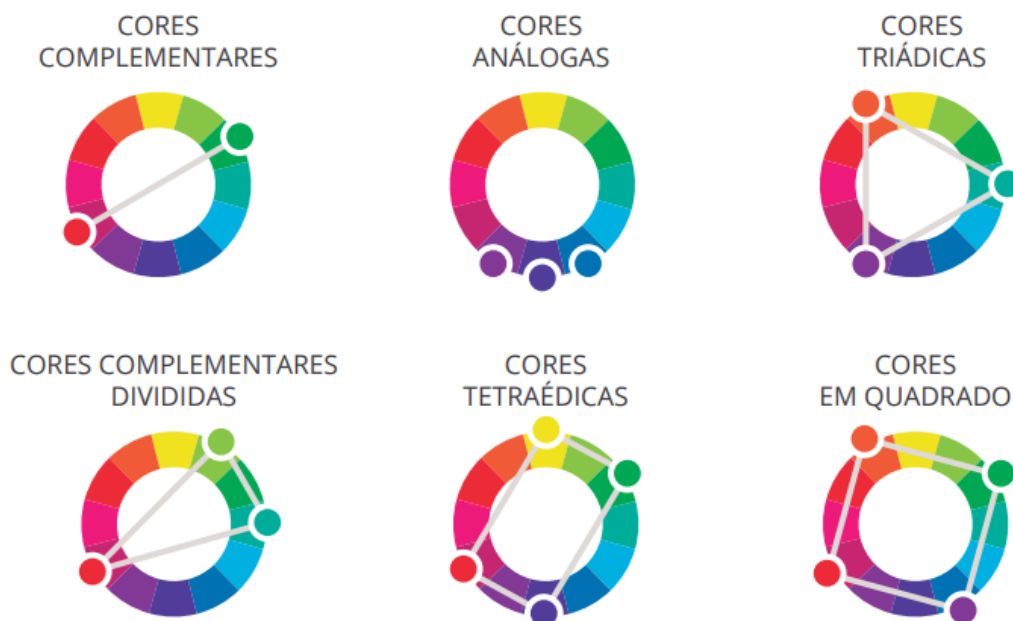 CORES
COMPLEMENTARES
CORES
ANÁLOGAS
CORES
TRIÁDICAS
CORES COMPLEMENTARES
DIVIDIDAS
CORES
TETRAÉDICAS
CORES
EM QUADRADO